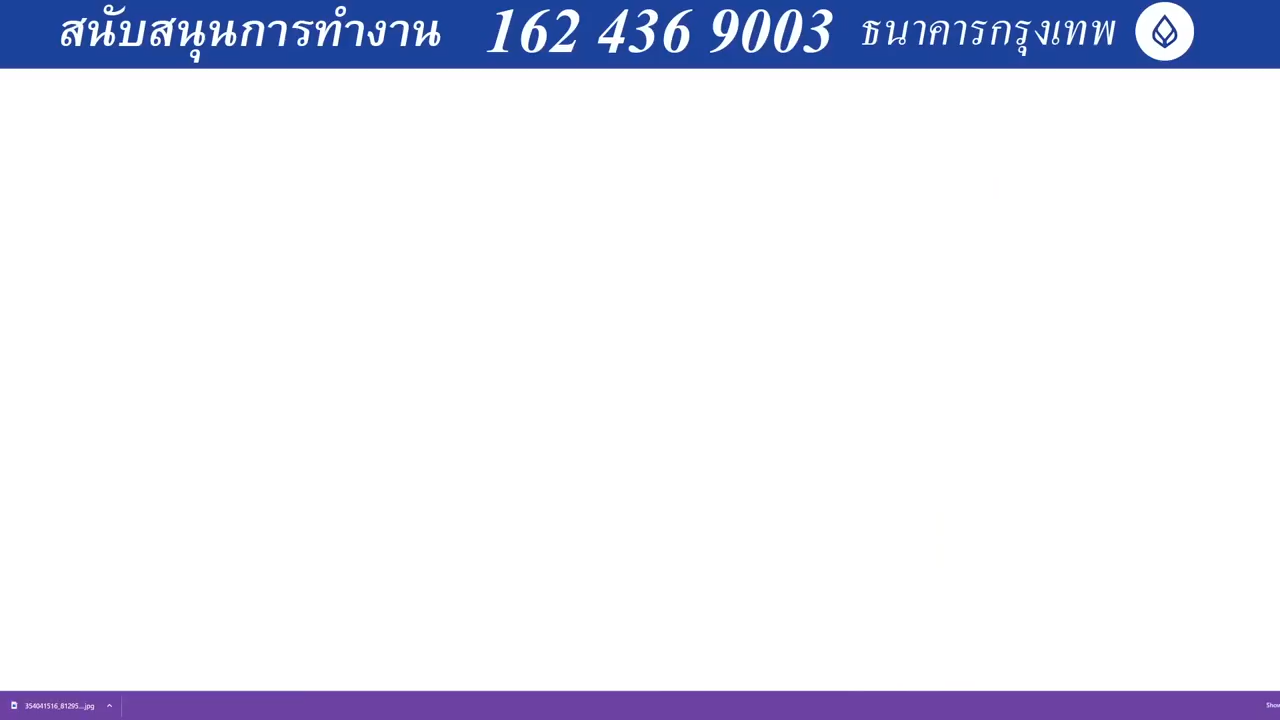 สนับสนุนการทำงาน 162 436 9003 ธนาคารกรุงเทพ
354041516_81295....jpg
Show